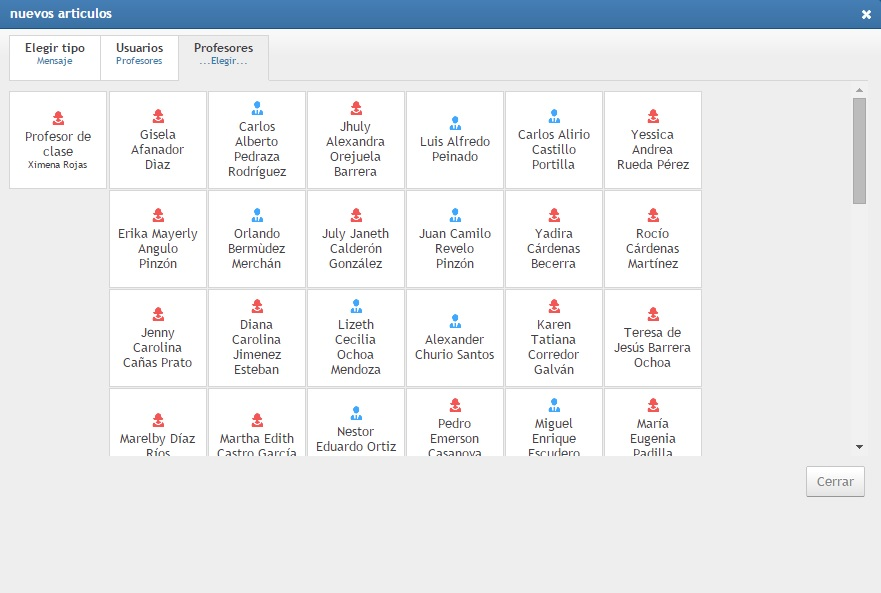 nuevos articulos
Elegir tipo
Mensaje
Usuarios
Profesores
Profesores
...Elegir...
Profesor de
clase
Ximena Rojas
Gisela
Afanador
Diaz
Carlos
Alberto
Pedraza
Rodríguez
Jhuly
Alexandra
Orejuela
Barrera
Luis Alfredo
Peinado
Carlos Alirio
Castillo
Portilla
Yessica
Andrea
Rueda Pérez
Erika Mayerly
Angulo
Pinzón
Orlando
Bermùdez
Merchán
July Janeth
Calderón
González
Juan Camilo
Revelo
Pinzón
Yadira
Cárdenas
Becerra
Rocío
Cárdenas
Martínez
Jenny
Carolina
Cañas Prato
Diana
Carolina
Jimenez
Esteban
Lizeth
Cecilia
Ochoa
Mendoza
Alexander
Churio Santos
Karen
Tatiana
Corredor
Galván
Teresa de
Jesús Barrera
Ochoa
Marelby Díaz
Ríos
Martha Edith
Castro García
Nestor
Eduardo Ortiz
Pedro
Emerson
Casanova
Miguel
Enrique
Escudero
María
Eugenia
Padilla
Cerrar